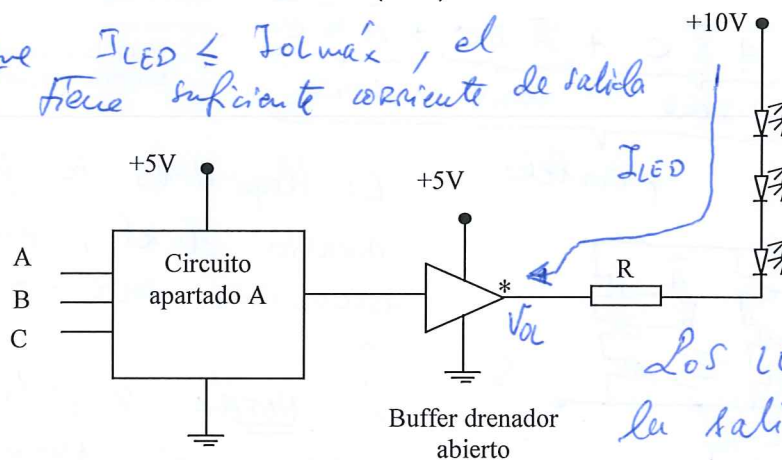 +10V
ILED ≤ IOLmáx, el
tiene suficiente corriente de salida
+5V
+5V
ILED
A
B
C
Circuito
apartado A
*
R
VOL
Los
la
Buffer drenador
abierto